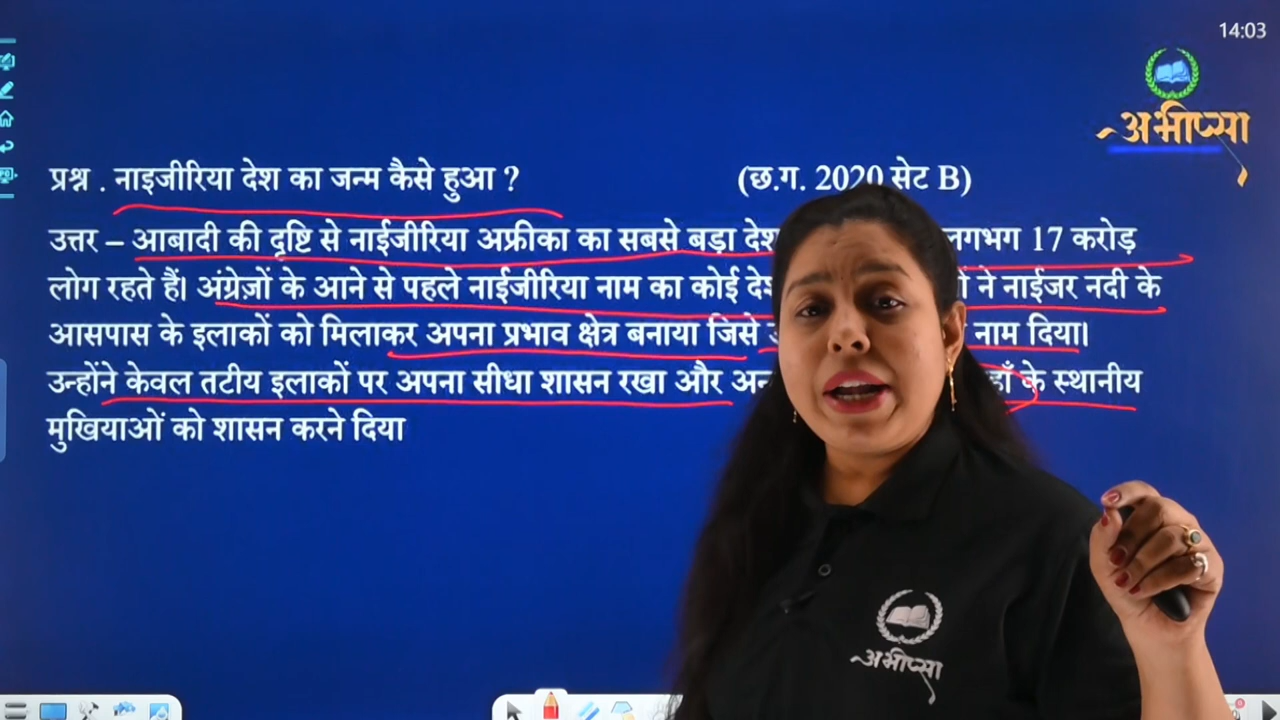 14:03
अभीप्सा
प्रश्न . नाइजीरिया देश का जन्म कैसे हुआ ? (छ.ग. 2020 सेट B)
उत्तर – आबादी की दृष्टि से नाईजीरिया अफ्रीका का सबसे बड़ा लगभग 17 करोड़
लोग रहते हैं। अंग्रेजों के आने से पहले नाईजीरिया नाम का कोई ने नाईजर नदी के
आसपास के इलाकों को मिलाकर अपना प्रभाव क्षेत्र बनाया जिसे नाम दिया।
उन्होंने केवल तटीय इलाकों पर अपना सीधा शासन रखा और के स्थानीय
मुखियाओं को शासन करने दिया
अभीप्सा